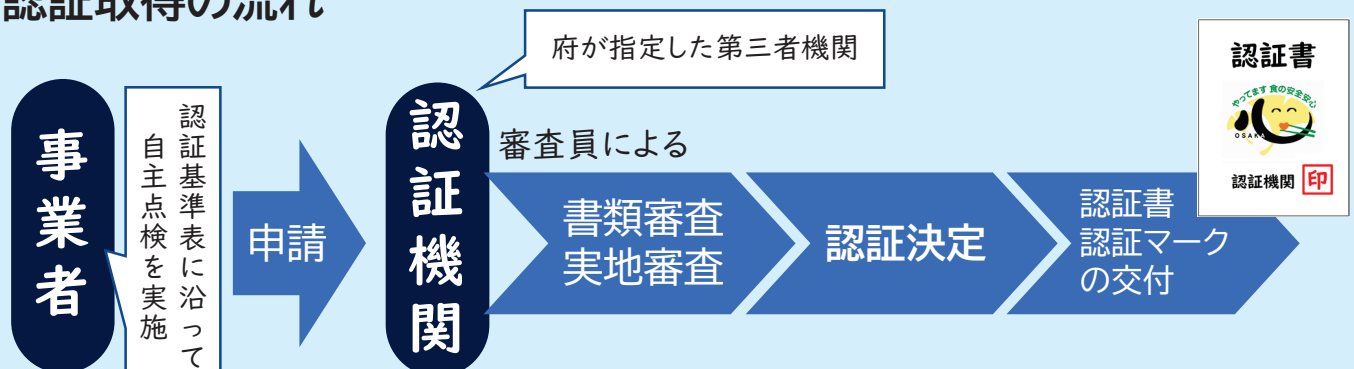 認証取得の流れ
府が指定した第三者機関
事業者
認証基準表に沿って
自主点検を実施
申請
認証機関
審査員による
書類審査
実地審査
認証決定
認証書
認証マーク
の交付
認証書
やってます 食の安全安心
OSAKA
認証機関 印